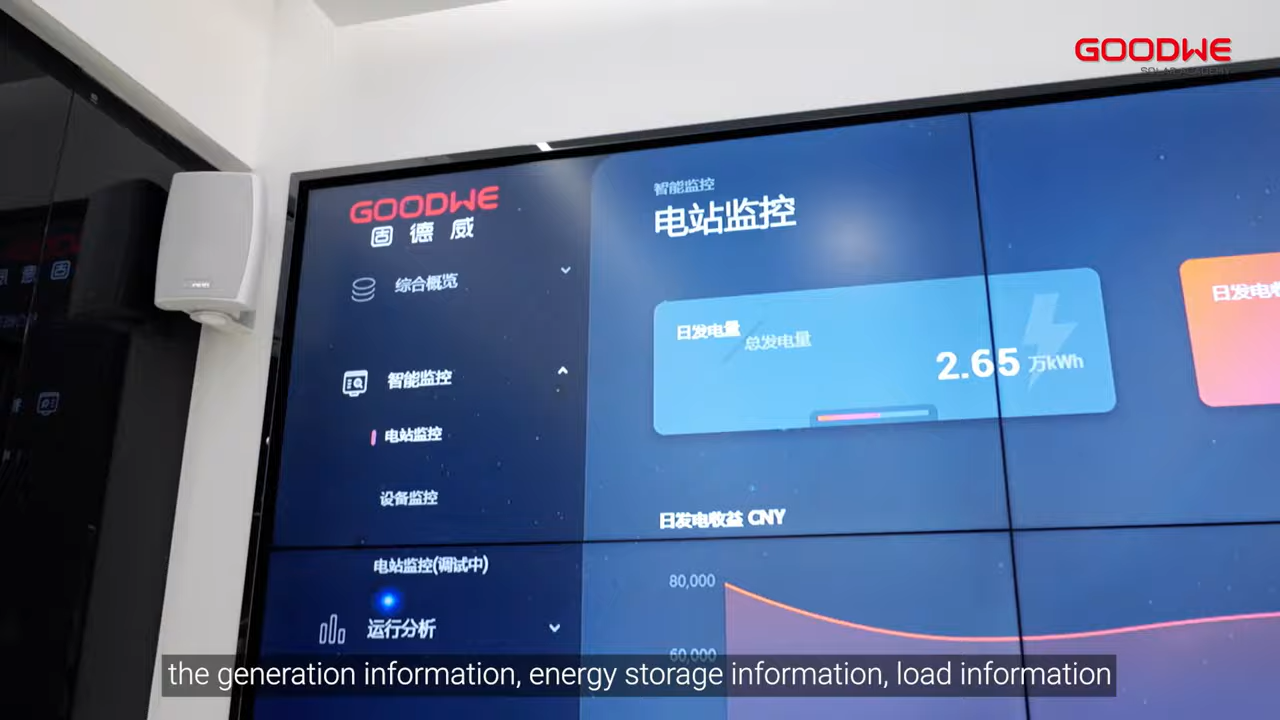 GOODWE
SOLAR ACADEMY
GOODWE
固德威
综合概览
智能监控
电站监控
设备监控
电站监控(调试中)
运行分析
智能监控
电站监控
日发电量
总发电量
2.65 万kWh
日发电收
日发电收益 CNY
80,000
60,000
the generation information, energy storage information, load information